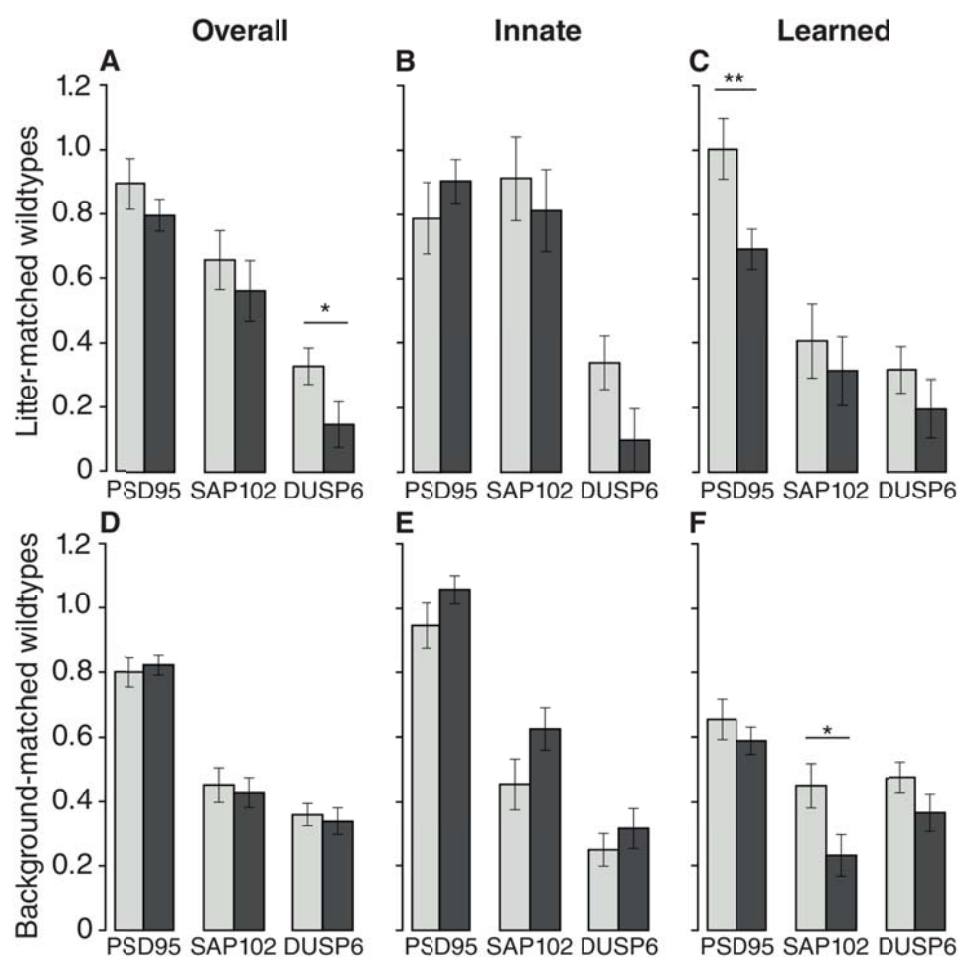 Overall Innate Learned
A B C
Litter-matched wildtypes
1.2
1.0
0.8
0.6
0.4
0.2
0
**
*
PSD95 SAP102 DUSP6 PSD95 SAP102 DUSP6 PSD95 SAP102 DUSP6
D E F
Background-matched wildtypes
1.2
1.0
0.8
0.6
0.4
0.2
0
*
PSD95 SAP102 DUSP6 PSD95 SAP102 DUSP6 PSD95 SAP102 DUSP6